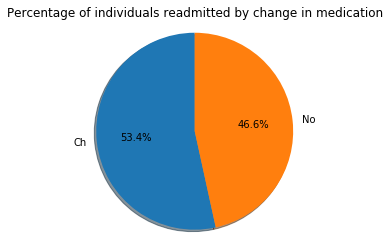 Percentage of individuals readmitted by change in medication
46.6%
No
53.4%
Ch